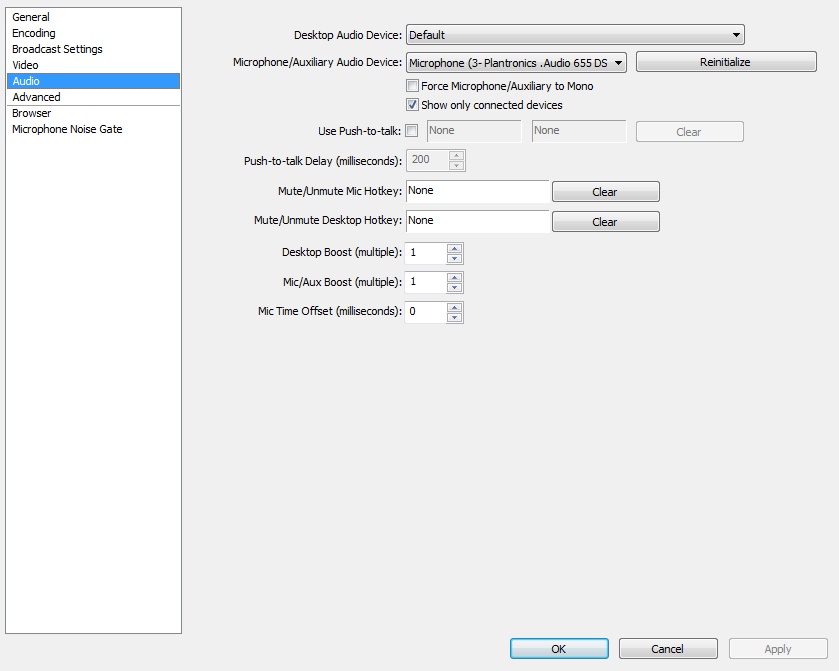 General
Encoding
Broadcast Settings
Video
Audio
Advanced
Browser
Microphone Noise Gate
Desktop Audio Device: Default
Microphone/Auxiliary Audio Device: Microphone (3- Plantronics .Audio 655 DS Reinitialize
Force Microphone/Auxiliary to Mono
Show only connected devices
Use Push-to-talk: None None Clear
Push-to-talk Delay (milliseconds): 200
Mute/Unmute Mic Hotkey: None Clear
Mute/Unmute Desktop Hotkey: None Clear
Desktop Boost (multiple): 1
Mic/Aux Boost (multiple): 1
Mic Time Offset (milliseconds): 0
OK Cancel Apply